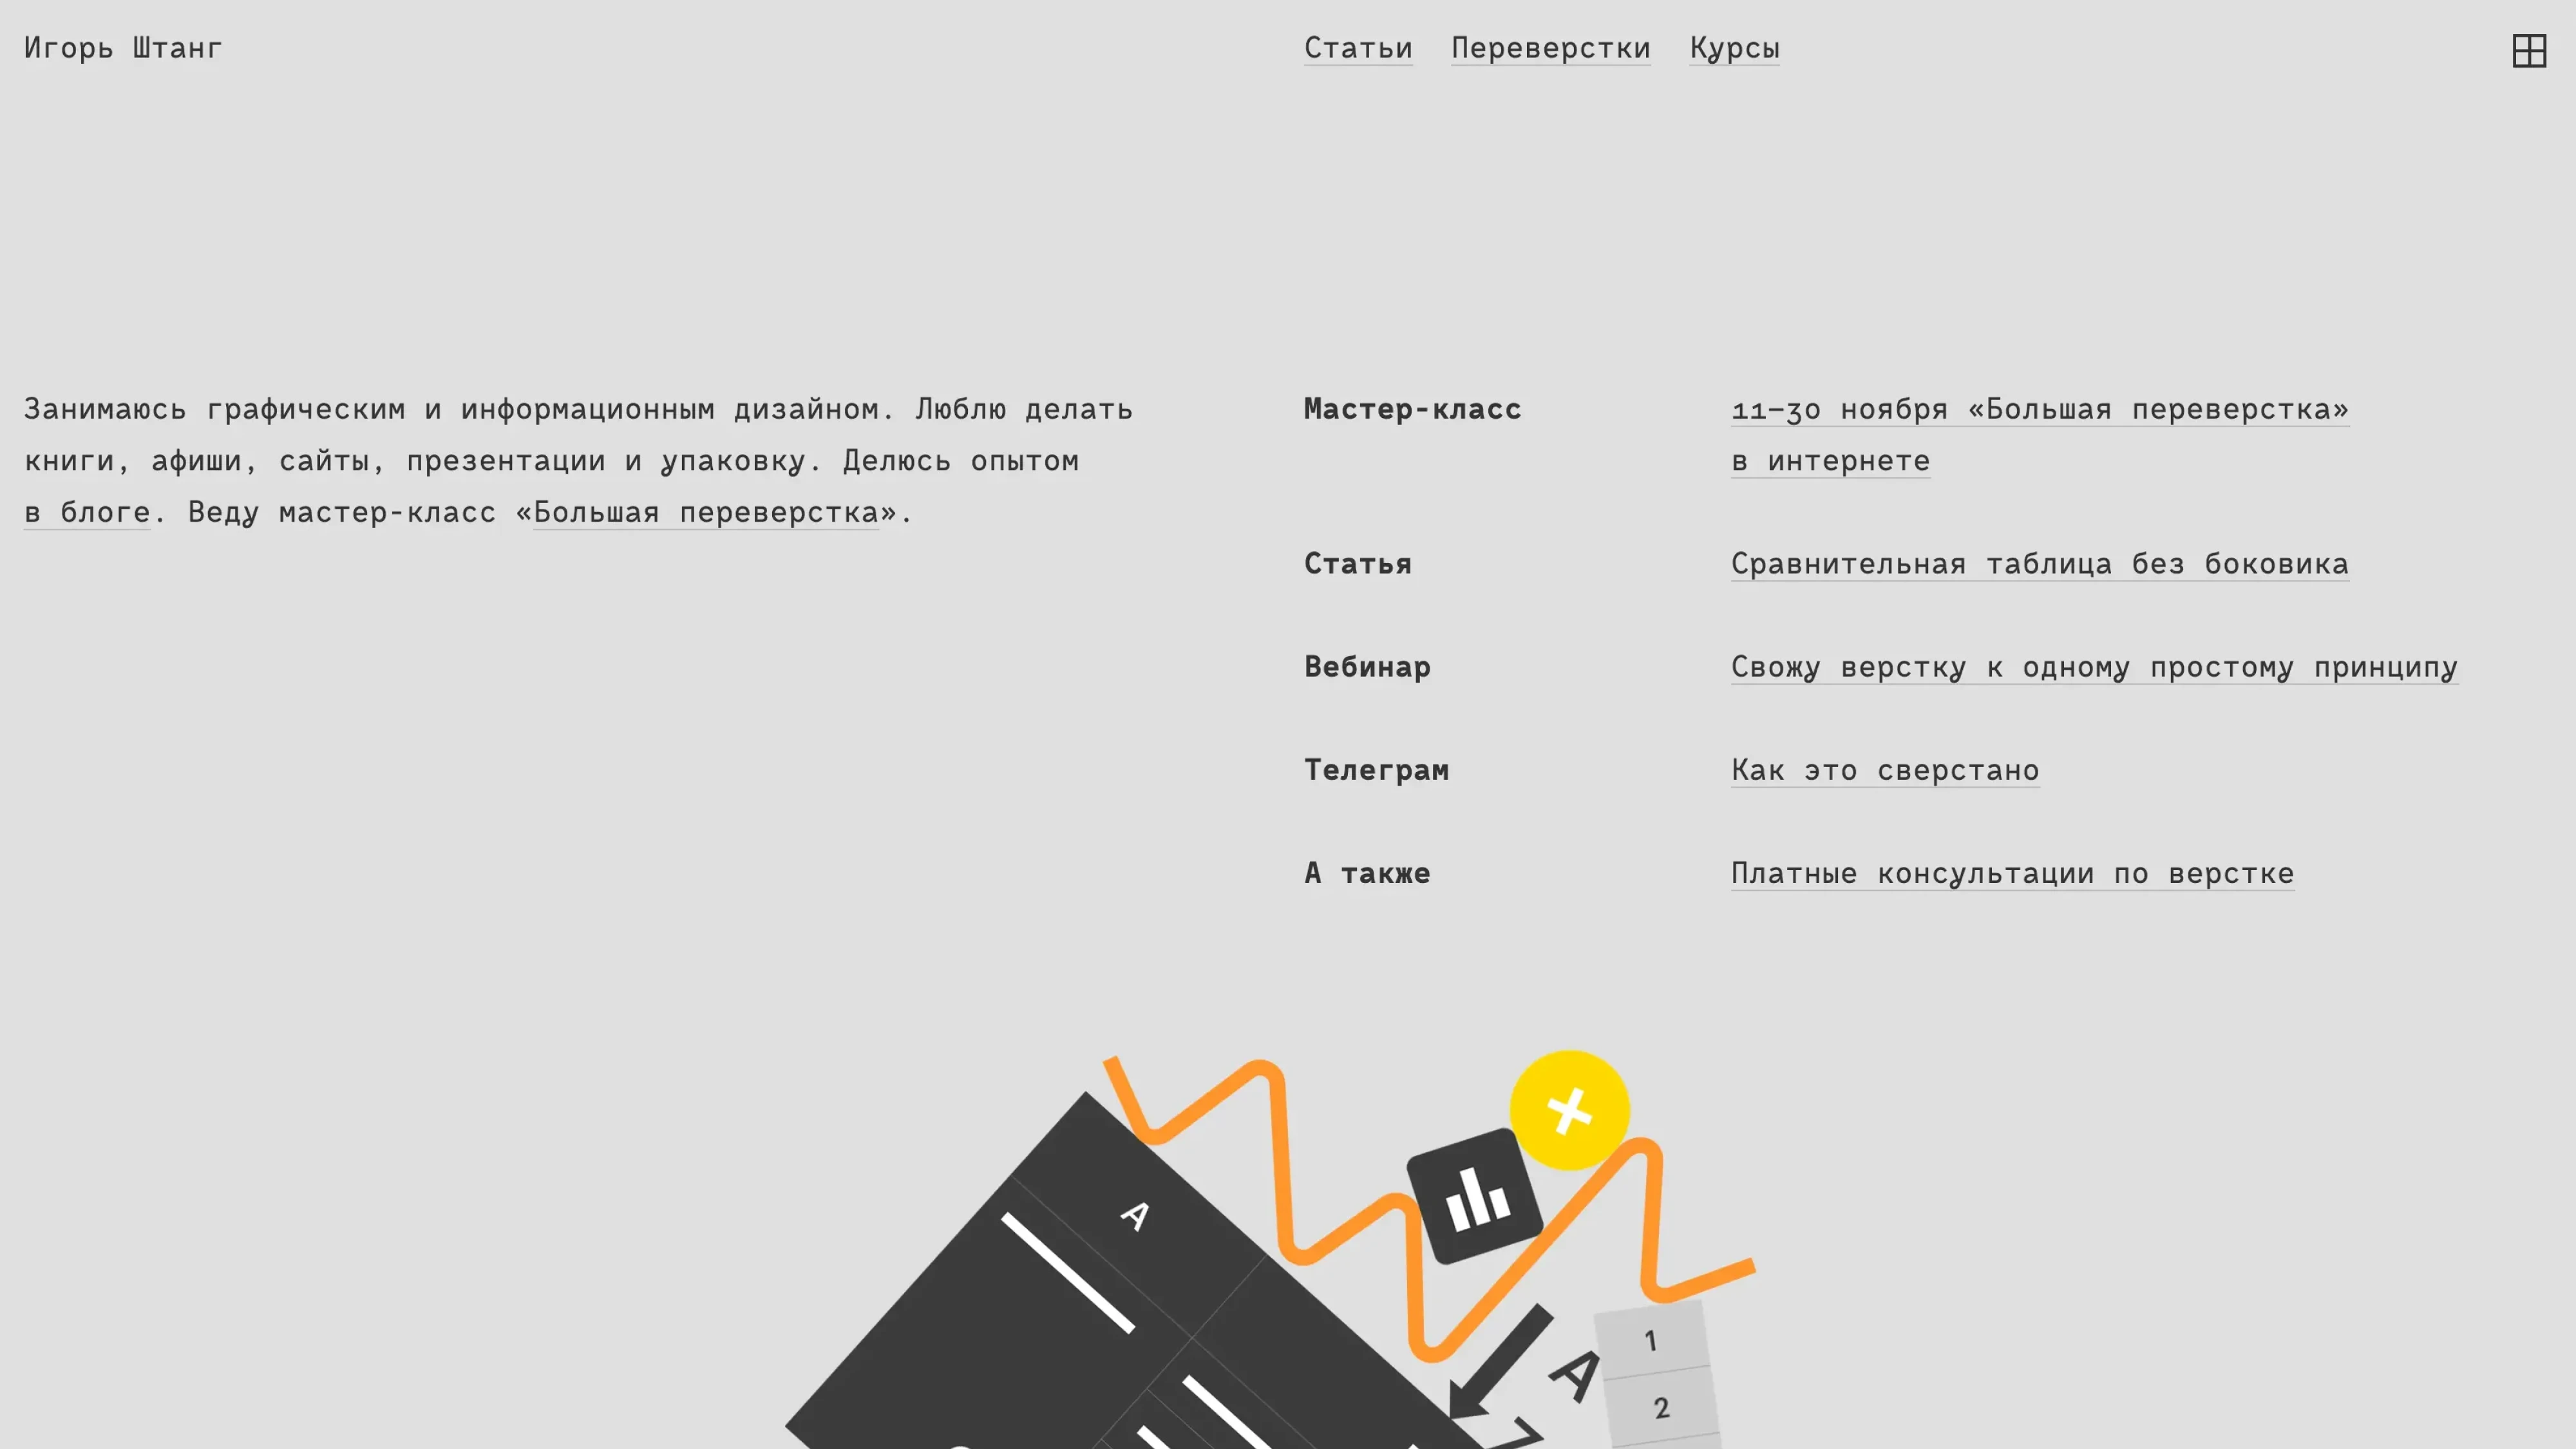 Игорь Штанг
Статьи Переверстки Курсы
Занимаюсь графическим и информационным дизайном. Люблю делать
книги, афиши, сайты, презентации и упаковку. Делюсь опытом
в блоге. Веду мастер-класс «Большая переверстка».
Мастер-класс
11–30 ноября «Большая переверстка»
в интернете
Статья
Сравнительная таблица без боковика
Вебинар
Свожу верстку к одному простому принципу
Телеграм
Как это сверстано
А также
Платные консультации по верстке
A
A
1
2